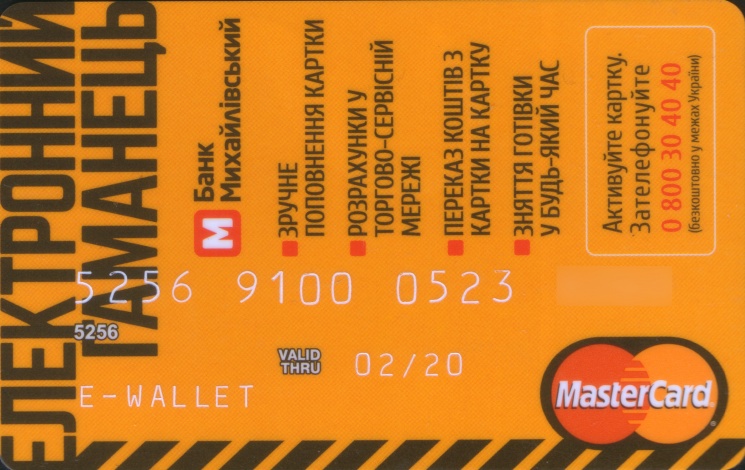 ЕЛЕКТРОННИЙ
ГАМАНЕЦЬ
М
Банк
Михайлівський
ЗРУЧНЕ
ПОПОВНЕННЯ КАРТКИ
РОЗРАХУНКИ У
ТОРГОВО-СЕРВІСНІЙ
МЕРЕЖІ
ПЕРЕКАЗ КОШТІВ З
КАРТКИ НА КАРТКУ
ЗНЯТТЯ ГОТІВКИ
У БУДЬ-ЯКИЙ ЧАС
Активуйте картку.
Зателефонуйте
0 800 30 40 40
(безкоштовно у межах України)
5256 9100 0523
5256
VALID
THRU
02/20
E-WALLET
MasterCard